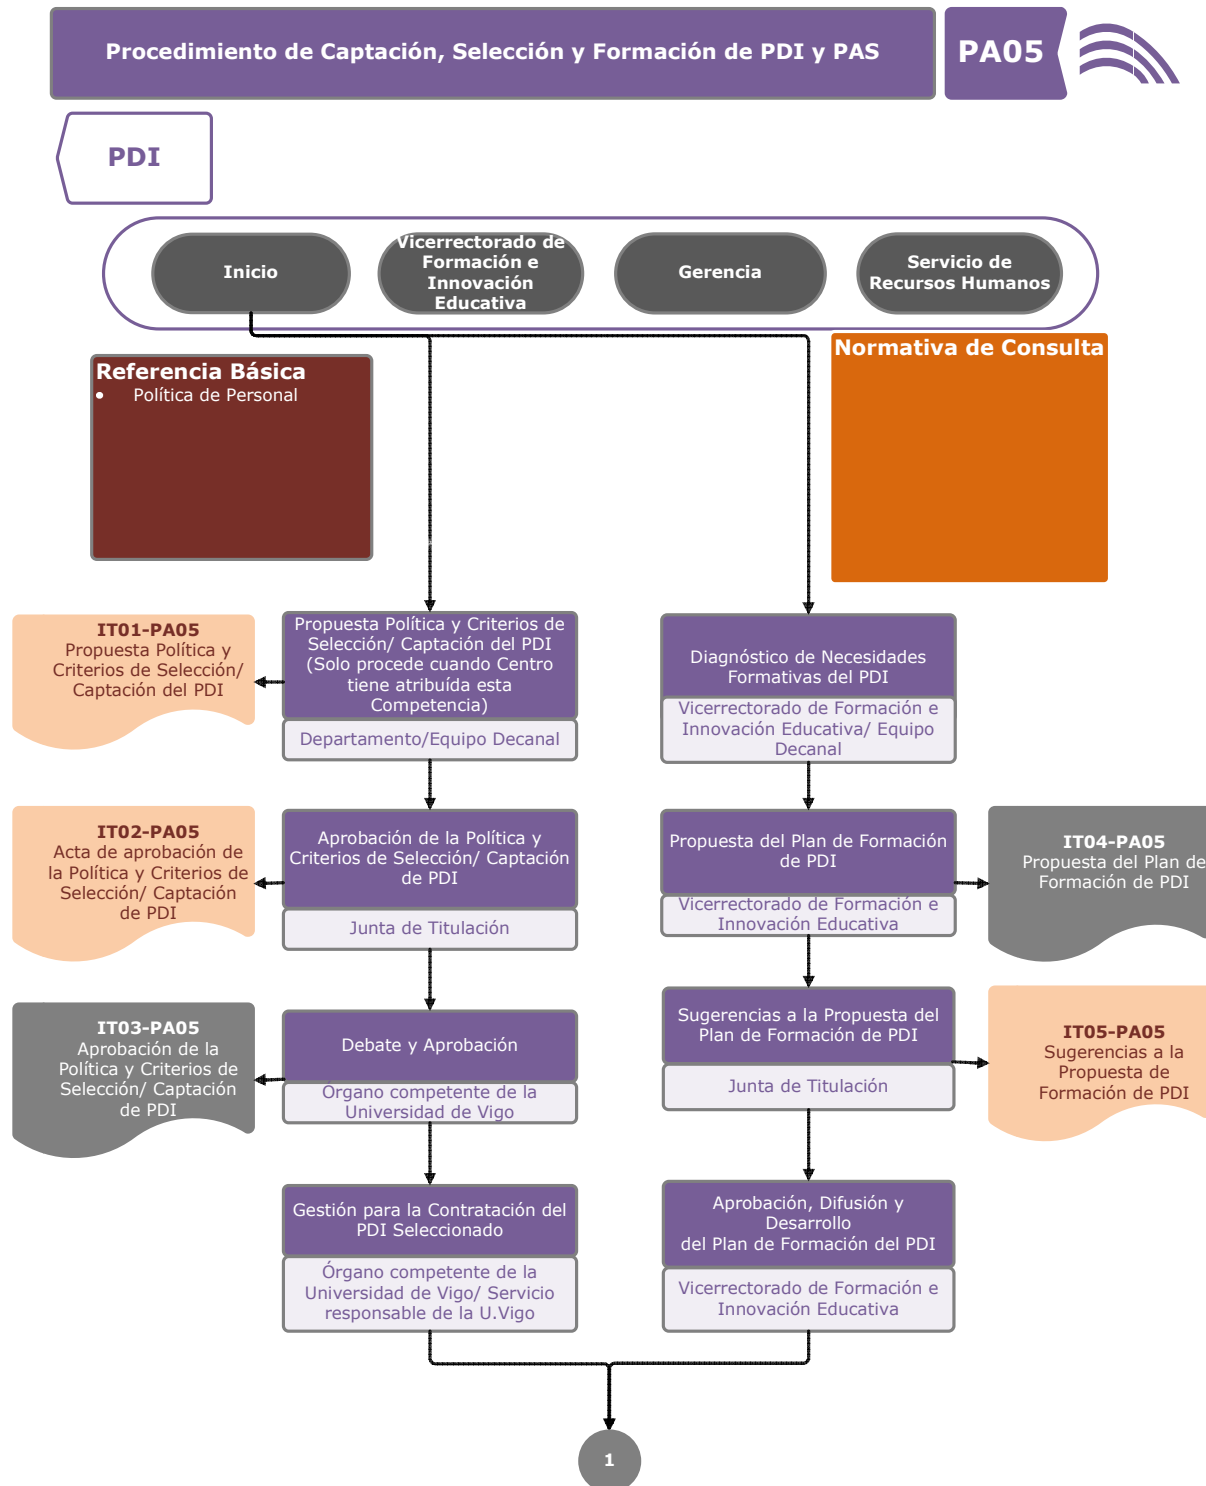 Procedimiento de Captación, Selección y Formación de PDI y PAS
PA05
PDI
Inicio
Vicerrectorado de
Formación e
Innovación
Educativa
Gerencia
Servicio de
Recursos Humanos
Referencia Básica
• Política de Personal
Normativa de Consulta
IT01-PA05
Propuesta Política y
Criterios de Selección/
Captación del PDI
Propuesta Política y Criterios de
Selección/ Captación del PDI
(Solo procede cuando Centro
tiene atribuída esta
Competencia)
Departamento/Equipo Decanal
Diagnóstico de Necesidades
Formativas del PDI
Vicerrectorado de Formación e
Innovación Educativa/ Equipo
Decanal
IT02-PA05
Acta de aprobación de
la Política y Criterios de
Selección/ Captación
de PDI
Aprobación de la Política y
Criterios de Selección/ Captación
de PDI
Junta de Titulación
Propuesta del Plan de Formación
de PDI
Vicerrectorado de Formación e
Innovación Educativa
IT04-PA05
Propuesta del Plan de
Formación de PDI
IT03-PA05
Aprobación de la
Política y Criterios de
Selección/ Captación
de PDI
Debate y Aprobación
Órgano competente de la
Universidad de Vigo
Sugerencias a la Propuesta del
Plan de Formación de PDI
Junta de Titulación
IT05-PA05
Sugerencias a la
Propuesta de
Formación de PDI
Gestión para la Contratación del
PDI Seleccionado
Órgano competente de la
Universidad de Vigo/ Servicio
responsable de la U.Vigo
Aprobación, Difusión y
Desarrollo
del Plan de Formación del PDI
Vicerrectorado de Formación e
Innovación Educativa
1